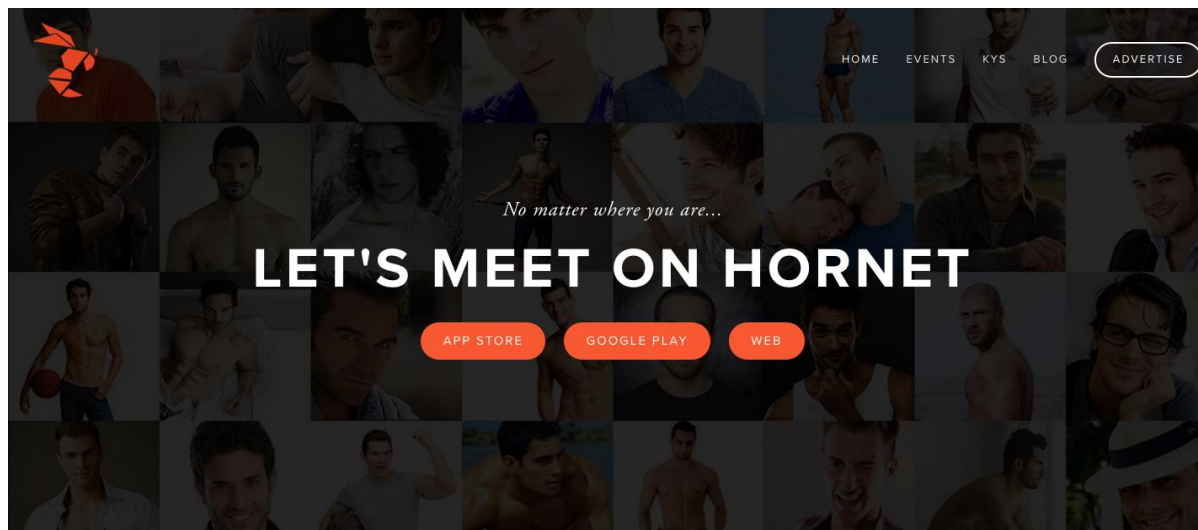 HOME EVENTS KYS BLOG ADVERTISE
No matter where you are...
LET'S MEET ON HORNET
APP STORE GOOGLE PLAY WEB